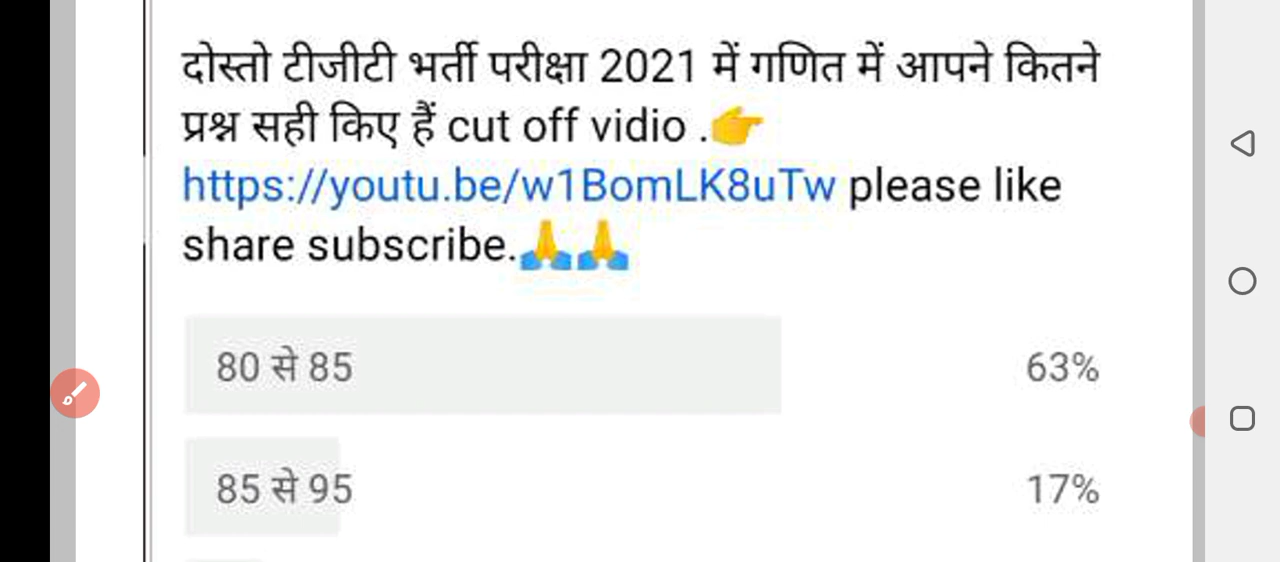 दोस्तो टीजीटी भर्ती परीक्षा 2021 में गणित में आपने कितने
प्रश्न सही किए हैं cut off vidio .👉
https://youtu.be/w1BomLK8uTw please like
share subscribe.🙏🙏
80 से 85 63%
85 से 95 17%